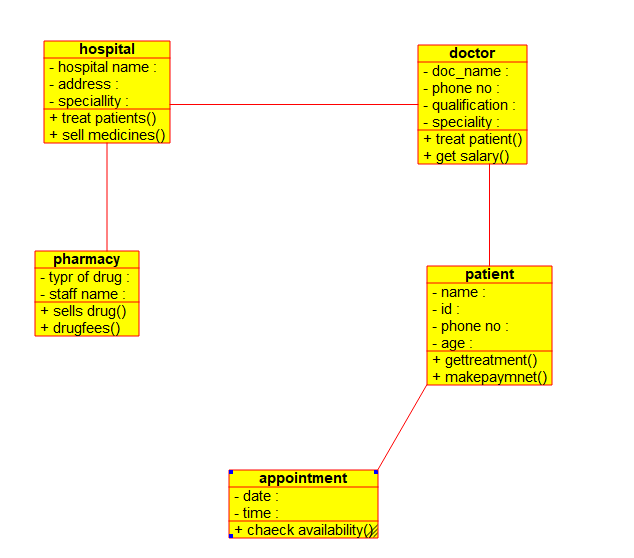 hospital
- hospital name :
- address :
- speciallity :
+ treat patients()
+ sell medicines()
doctor
- doc_name :
- phone no :
- qualification :
- speciality :
+ treat patient()
+ get salary()
pharmacy
- typr of drug :
- staff name :
+ sells drug()
+ drugfees()
patient
- name :
- id :
- phone no :
- age :
+ gettreatment()
+ makepaymnet()
appointment
- date :
- time :
+ chaeck availability()